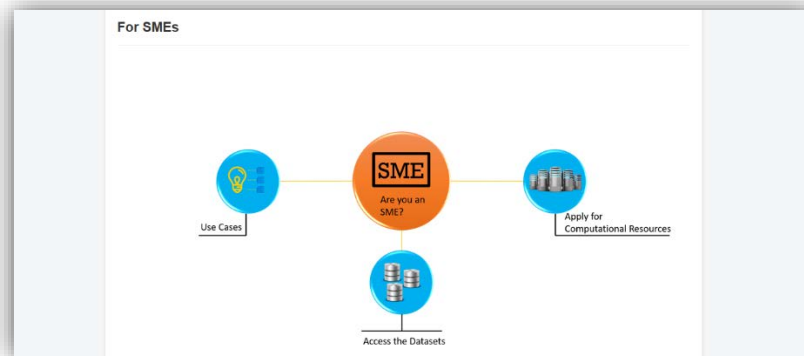 For SMEs
SME
Are you an
SME?
Use Cases
Apply for
Computational Resources
Access the Datasets